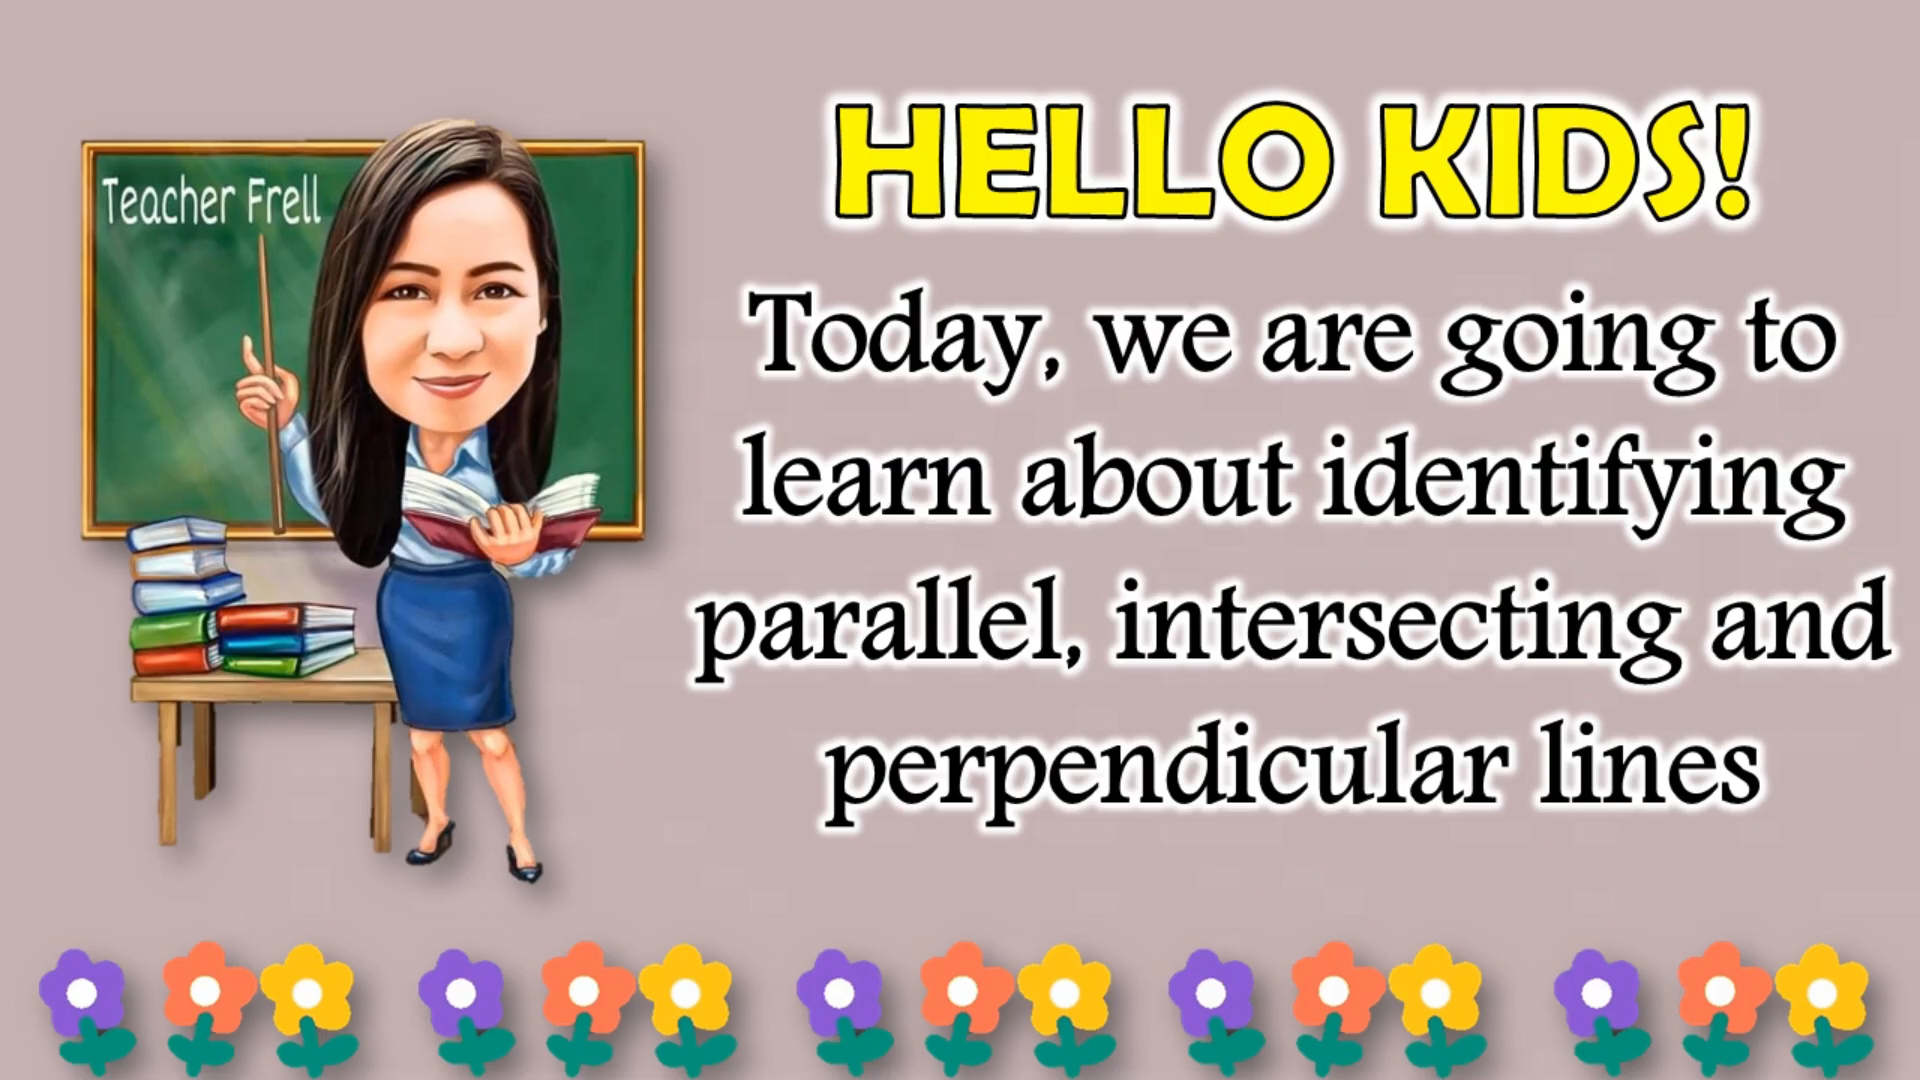 Teacher Frell
HELLO KIDS!
Today, we are going to
learn about identifying
parallel, intersecting and
perpendicular lines